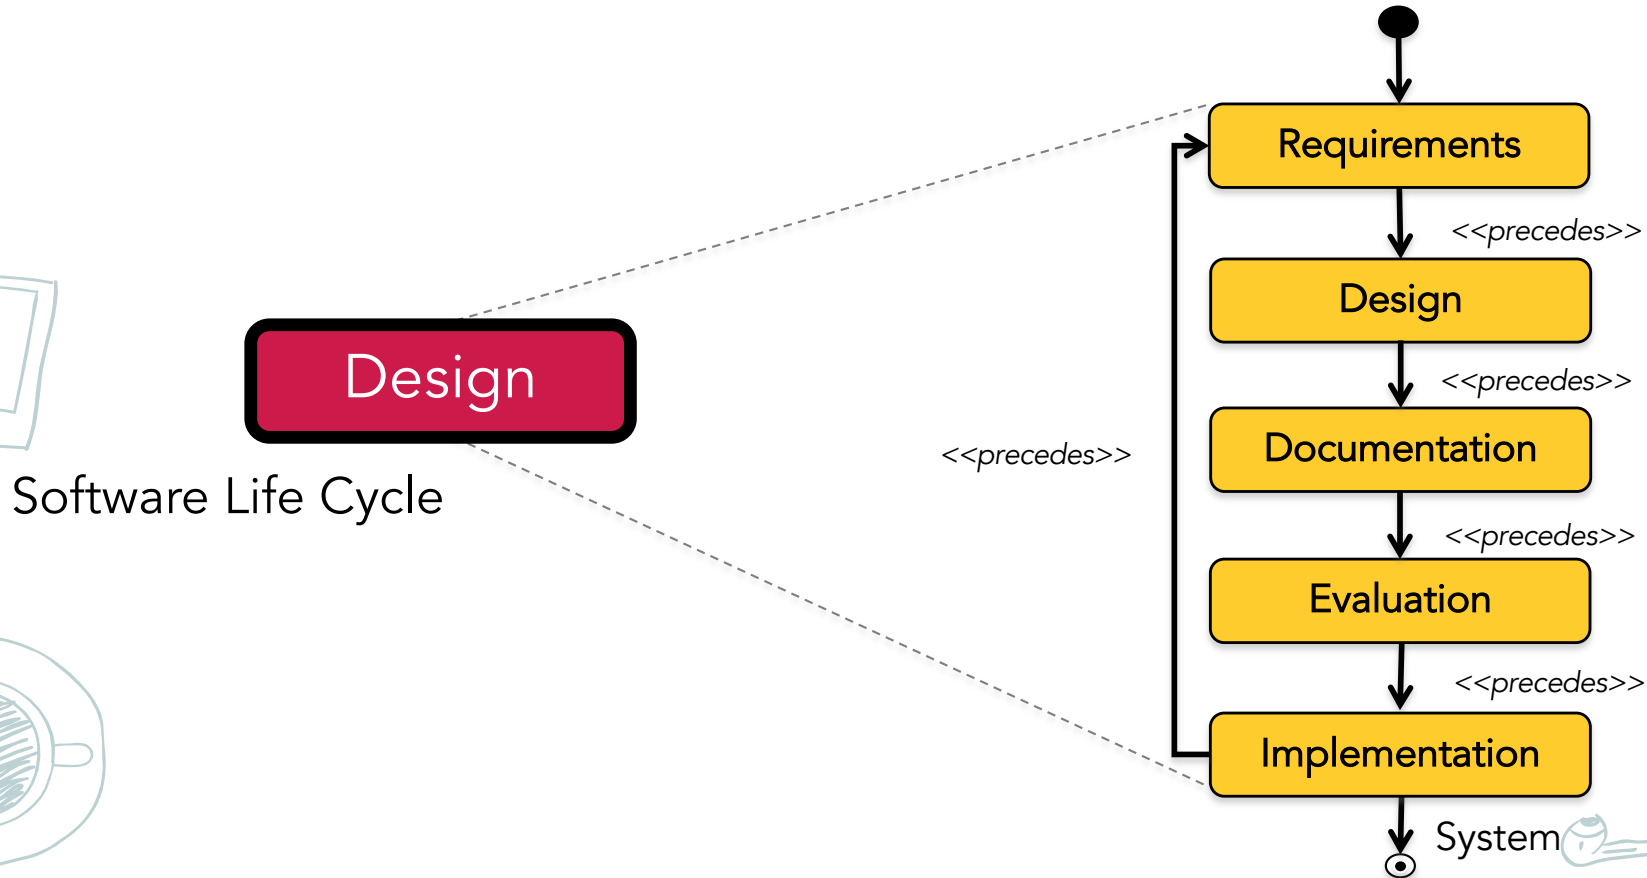 Design
Software Life Cycle
Requirements
<<precedes>>
Design
<<precedes>>
Documentation
<<precedes>>
<<precedes>>
Evaluation
<<precedes>>
Implementation
System